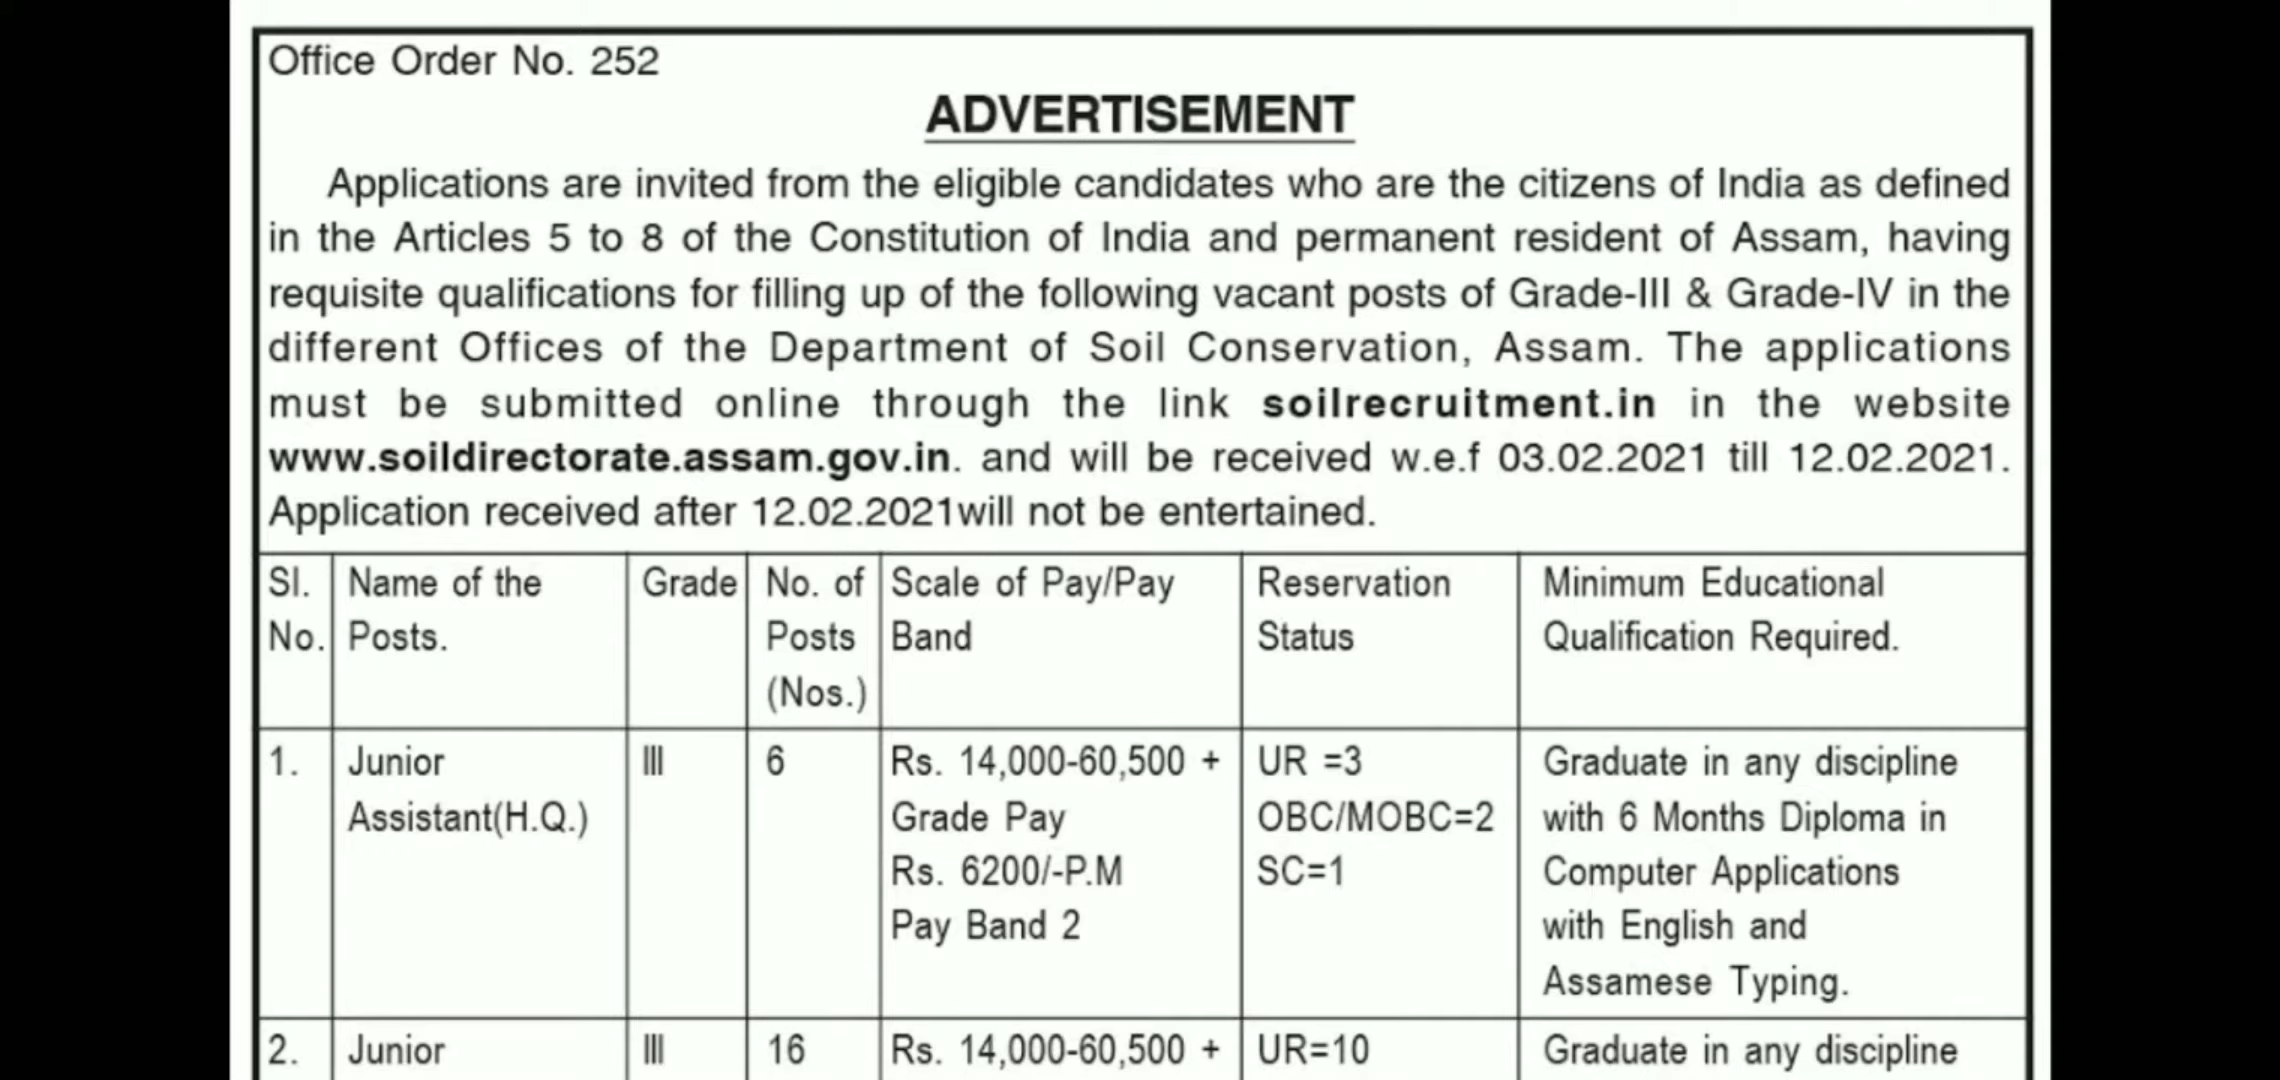 Office Order No. 252
ADVERTISEMENT
Applications are invited from the eligible candidates who are the citizens of India as defined
in the Articles 5 to 8 of the Constitution of India and permanent resident of Assam, having
requisite qualifications for filling up of the following vacant posts of Grade-III & Grade-IV in the
different Offices of the Department of Soil Conservation, Assam. The applications
must be submitted online through the link soilrecruitment.in in the website
www.soildirectorate.assam.gov.in. and will be received w.e.f 03.02.2021 till 12.02.2021.
Application received after 12.02.2021will not be entertained.
Sl. Name of the Grade No. of Scale of Pay/Pay Reservation Minimum Educational
No. Posts. Posts Band Status Qualification Required.
(Nos.)
1. Junior III 6 Rs. 14,000-60,500 + UR =3 Graduate in any discipline
Assistant(H.Q.) Grade Pay OBC/MOBC=2 with 6 Months Diploma in
Rs. 6200/-P.M SC=1 Computer Applications
Pay Band 2 with English and
Assamese Typing.
2. Junior III 16 Rs. 14,000-60,500 + UR=10 Graduate in any discipline